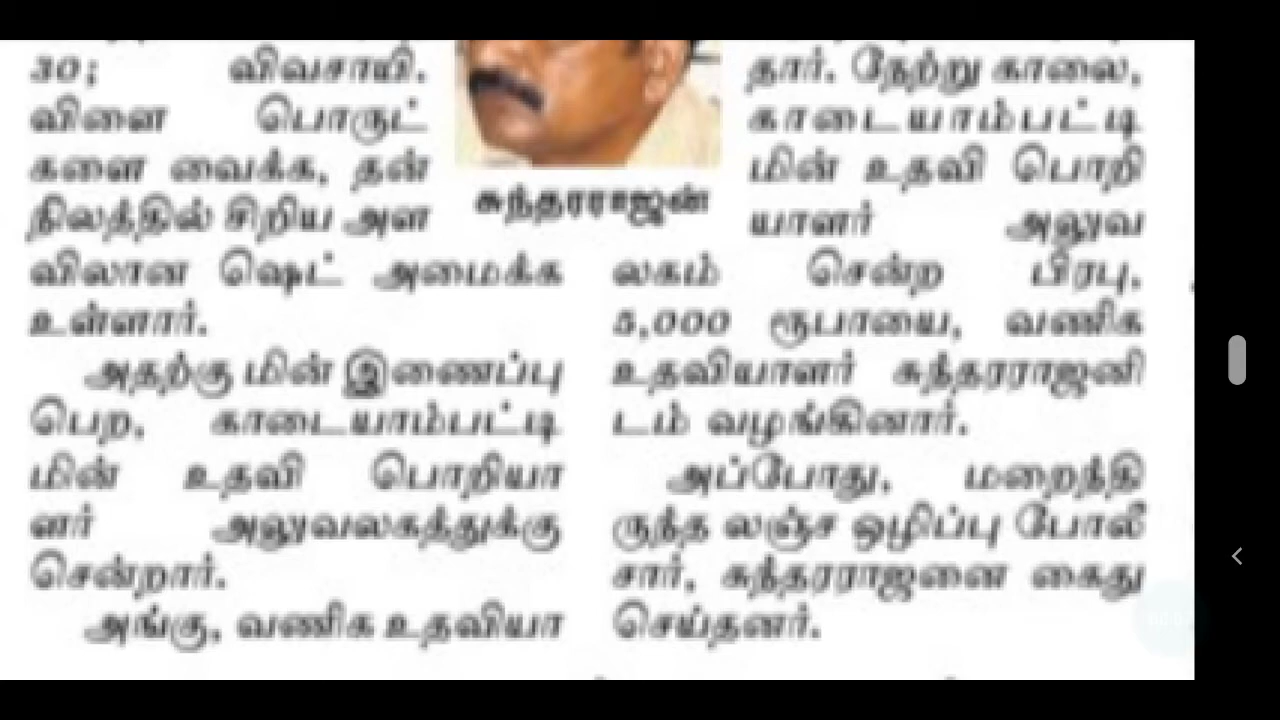 30; விவசாயி.
விளை பொருட்
களை வைக்க, தன்
நிலத்தில் சிறிய அள
விலான ஷெட் அமைக்க
உள்ளார்.
அதற்கு மின் இணைப்பு
பெற, காடையாம்பட்டி
மின் உதவி பொறியா
ளர் அலுவலகத்துக்கு
சென்றார்.
அங்கு, வணிக உதவியா
சுந்தரராஜன்
தார். நேற்று காலை,
காடையாம்பட்டி
மின் உதவி பொறி
யாளர் அலுவ
லகம் சென்ற பிரபு,
5,000 ரூபாயை, வணிக
உதவியாளர் சுந்தரராஜனி
டம் வழங்கினார்.
அப்போது, மறைந்தி
ருந்த லஞ்ச ஒழிப்பு போலீ
சார், சுந்தரராஜனை கைது
செய்தனர்.